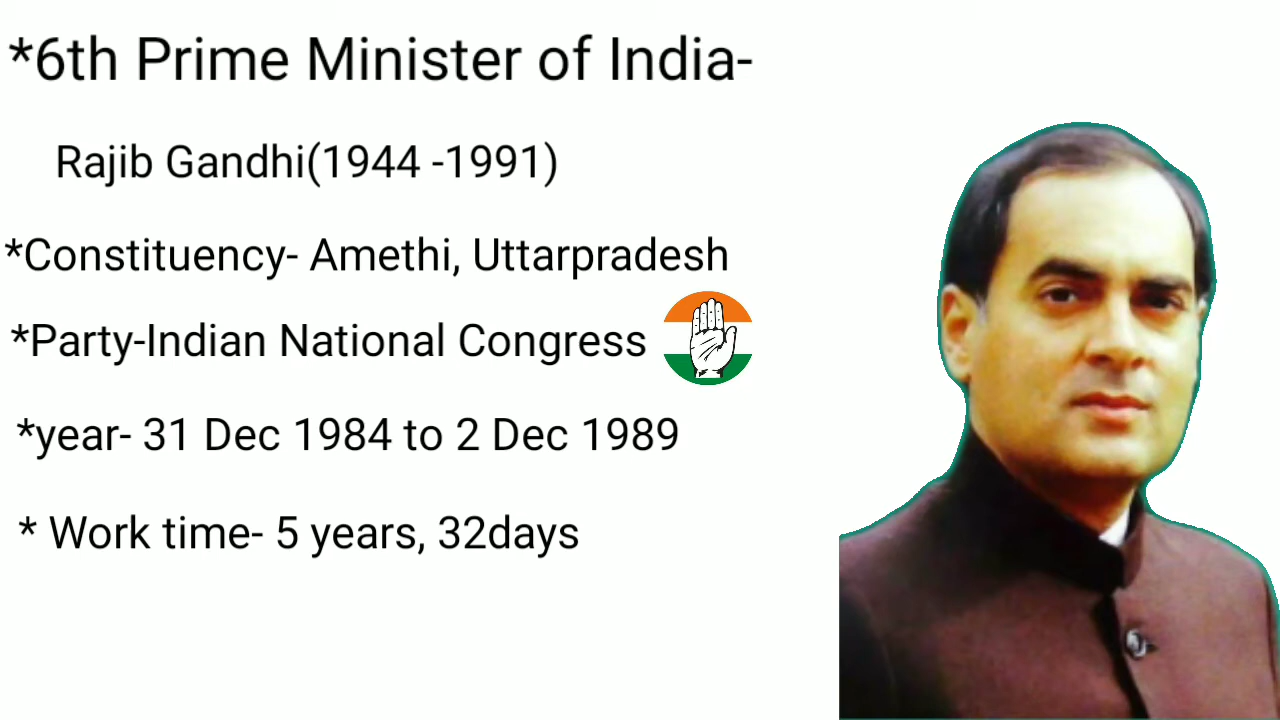 *6th Prime Minister of India-
Rajib Gandhi(1944 -1991)
*Constituency- Amethi, Uttarpradesh
*Party-Indian National Congress
*year- 31 Dec 1984 to 2 Dec 1989
* Work time- 5 years, 32days